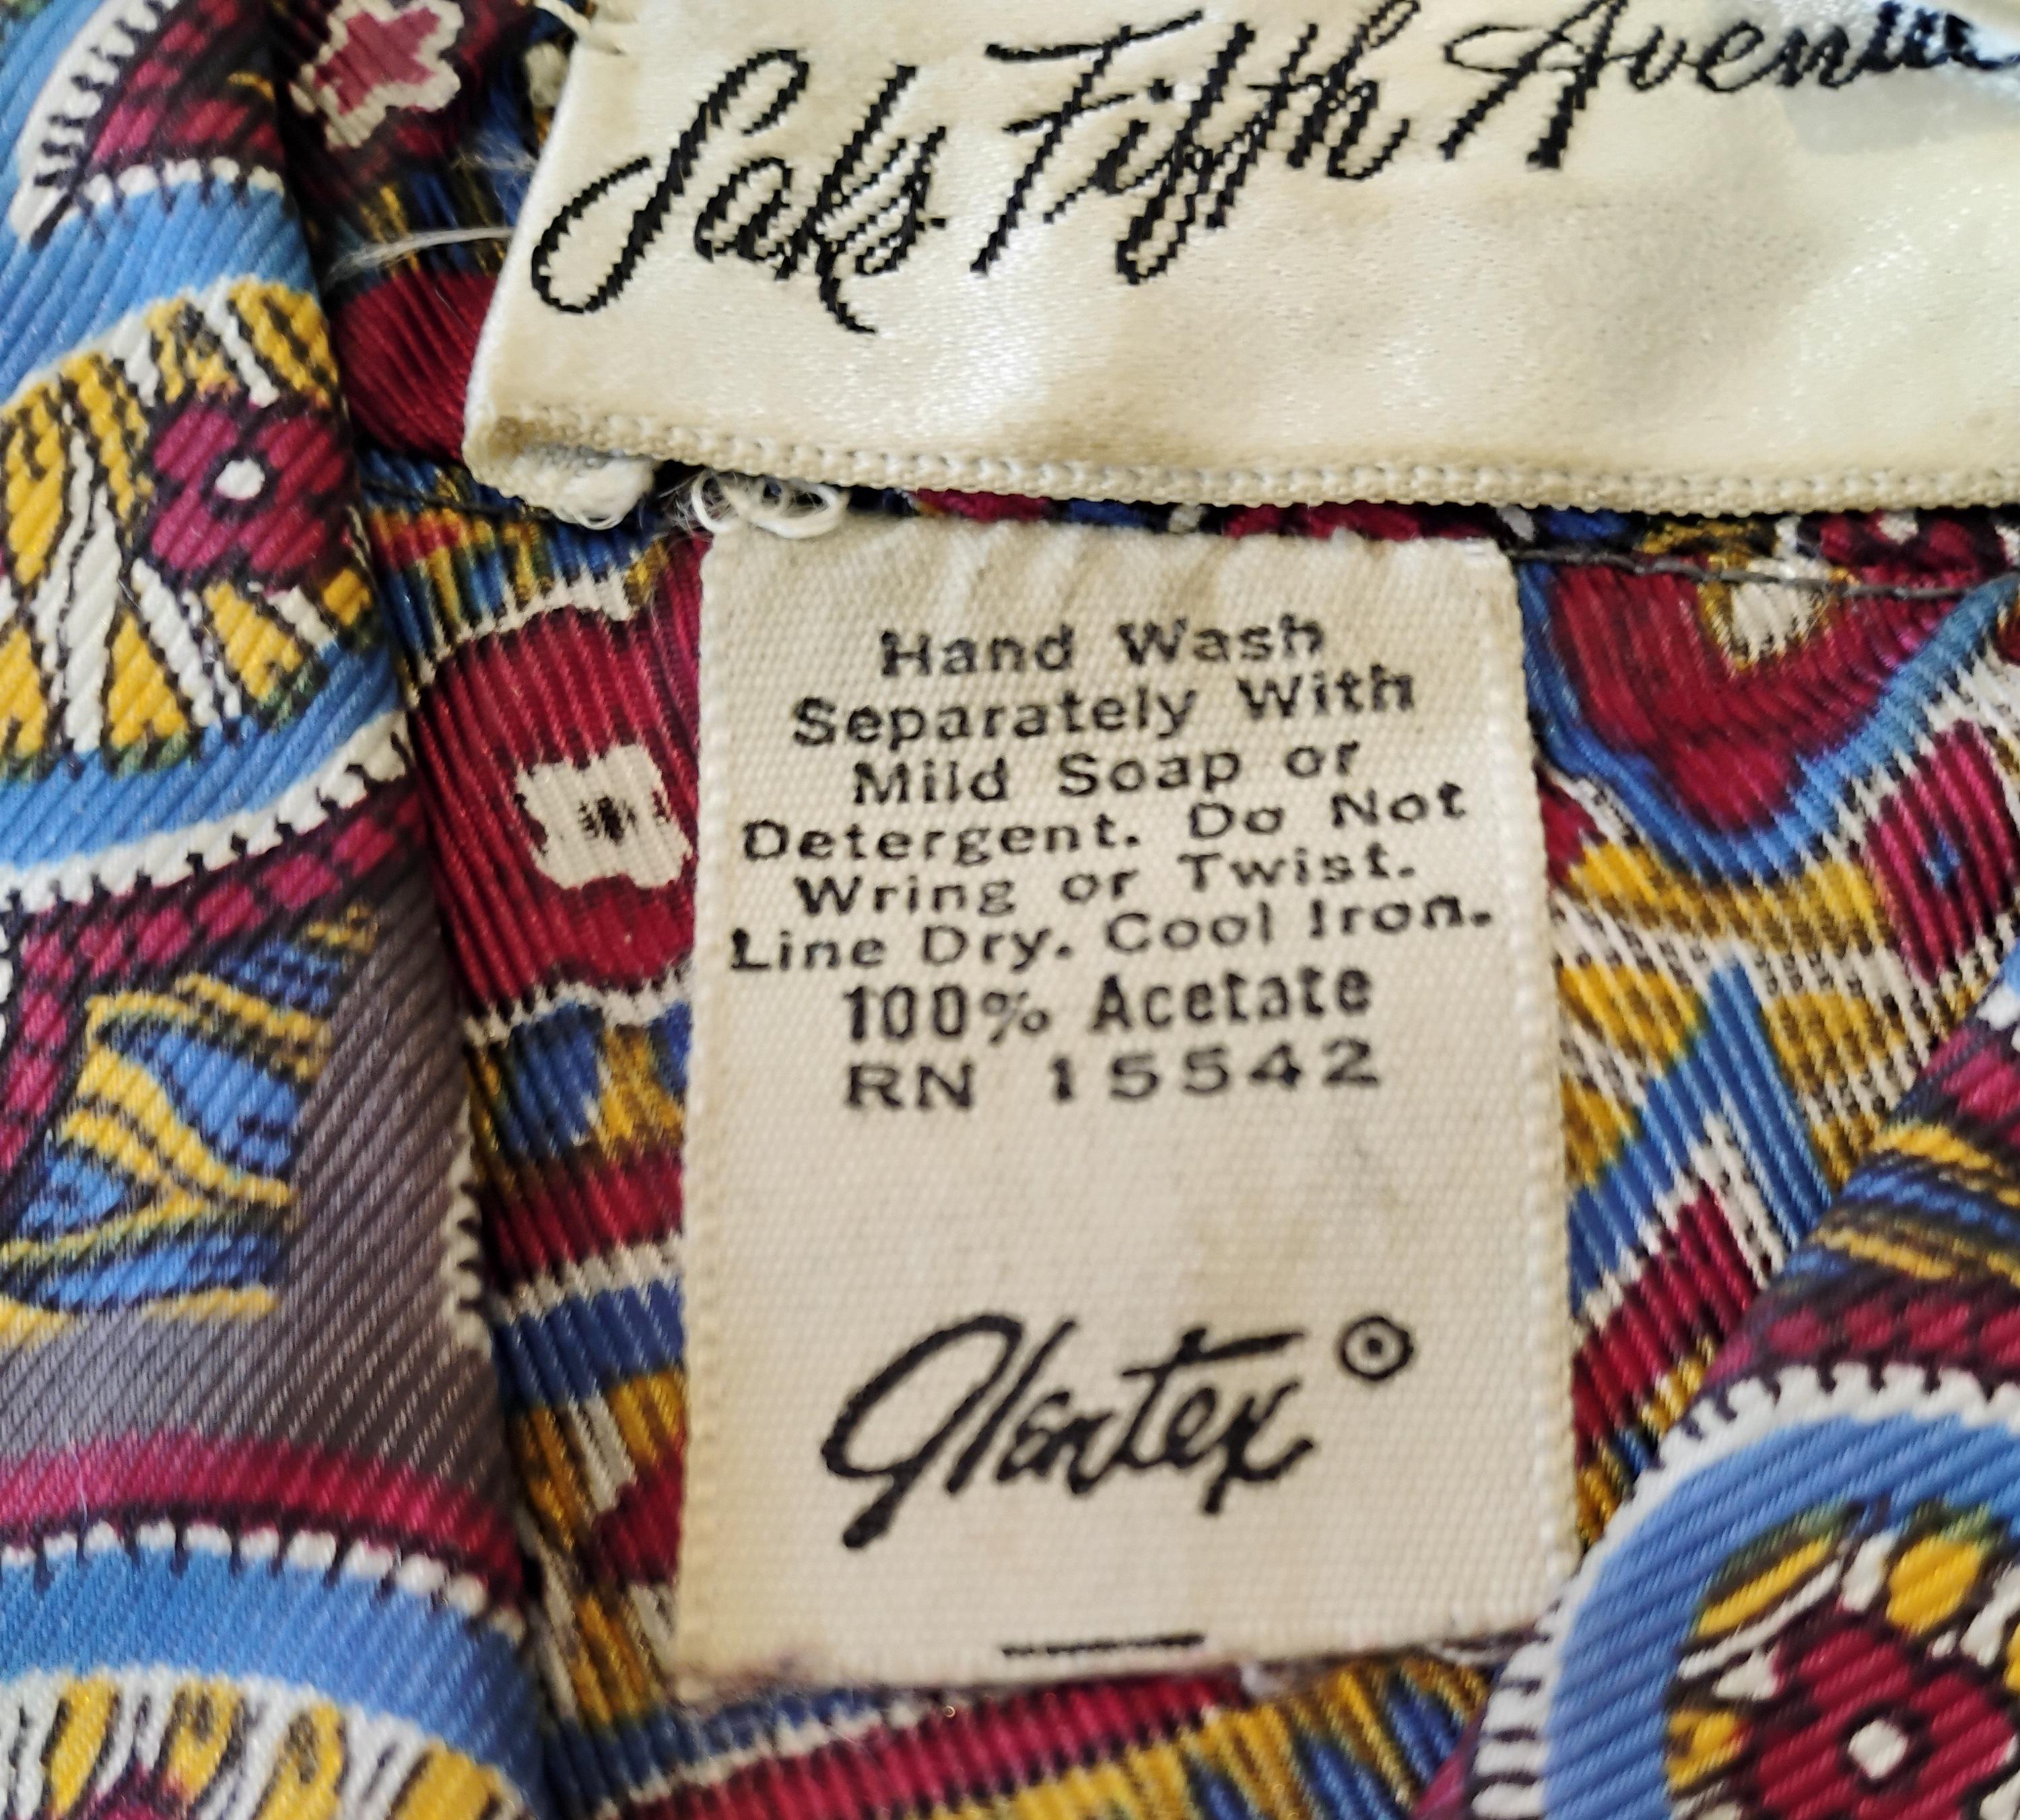 Saks Fifth Avenue
Hand Wash
Separately With
Mild Soap or
Detergent. Do Not
Wring or Twist.
Line Dry. Cool Iron.
100% Acetate
RN 15542
Glentex ®